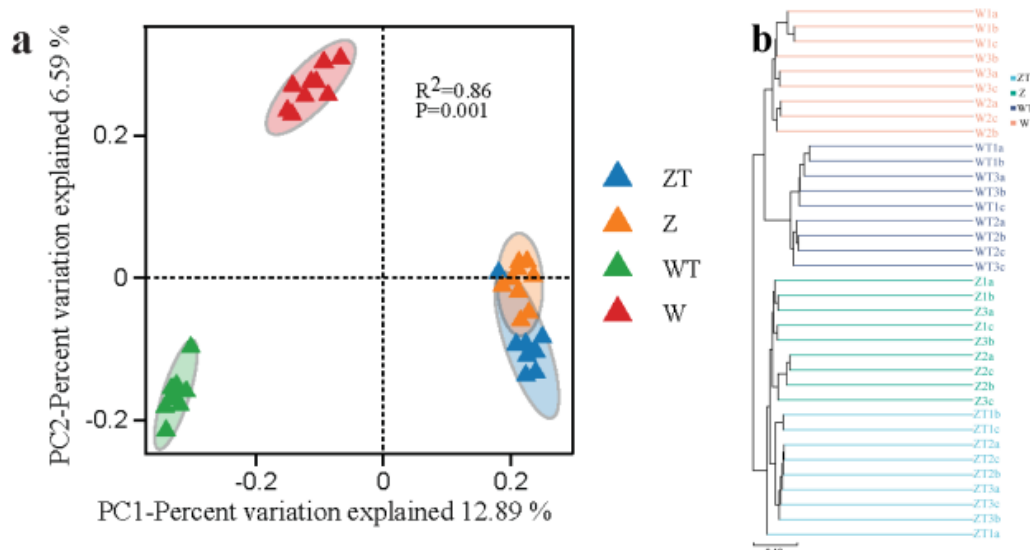 a
PC2-Percent variation explained 6.59 %
0.2
0
-0.2
R2=0.86
P=0.001
-0.2
0
0.2
PC1-Percent variation explained 12.89 %
ZT
Z
WT
W
b
W1a
W1b
W1c
W3b
W3a
W3c
W2a
W2c
W2b
WT1a
WT1b
WT3a
WT3b
WT1c
WT2a
WT2b
WT2c
WT3c
Z1a
Z1b
Z3a
Z1c
Z3b
Z2a
Z2c
Z2b
Z3c
ZT1b
ZT1c
ZT2a
ZT2c
ZT2b
ZT3a
ZT3c
ZT3b
ZT1a
ZT
Z
W